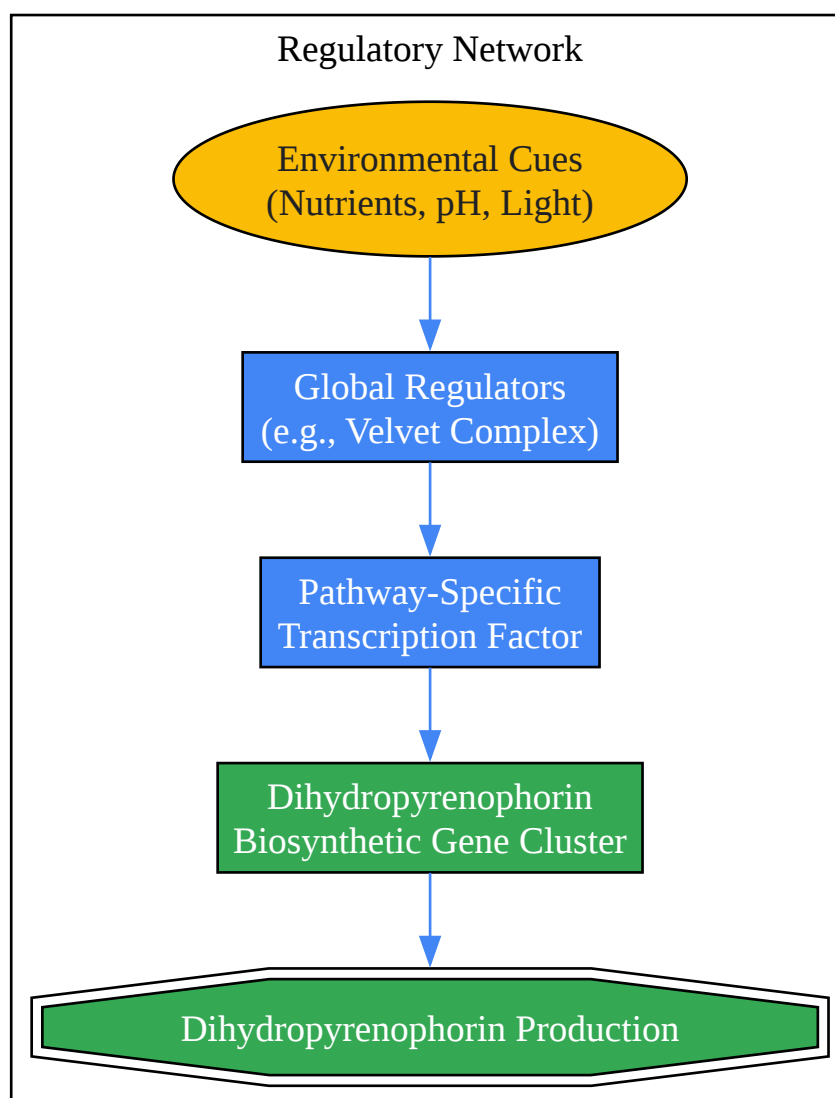 Regulatory Network
Environmental Cues
(Nutrients, pH, Light)
Global Regulators
(e.g., Velvet Complex)
Pathway-Specific
Transcription Factor
Dihydropyrenophorin
Biosynthetic Gene Cluster
Dihydropyrenophorin Production